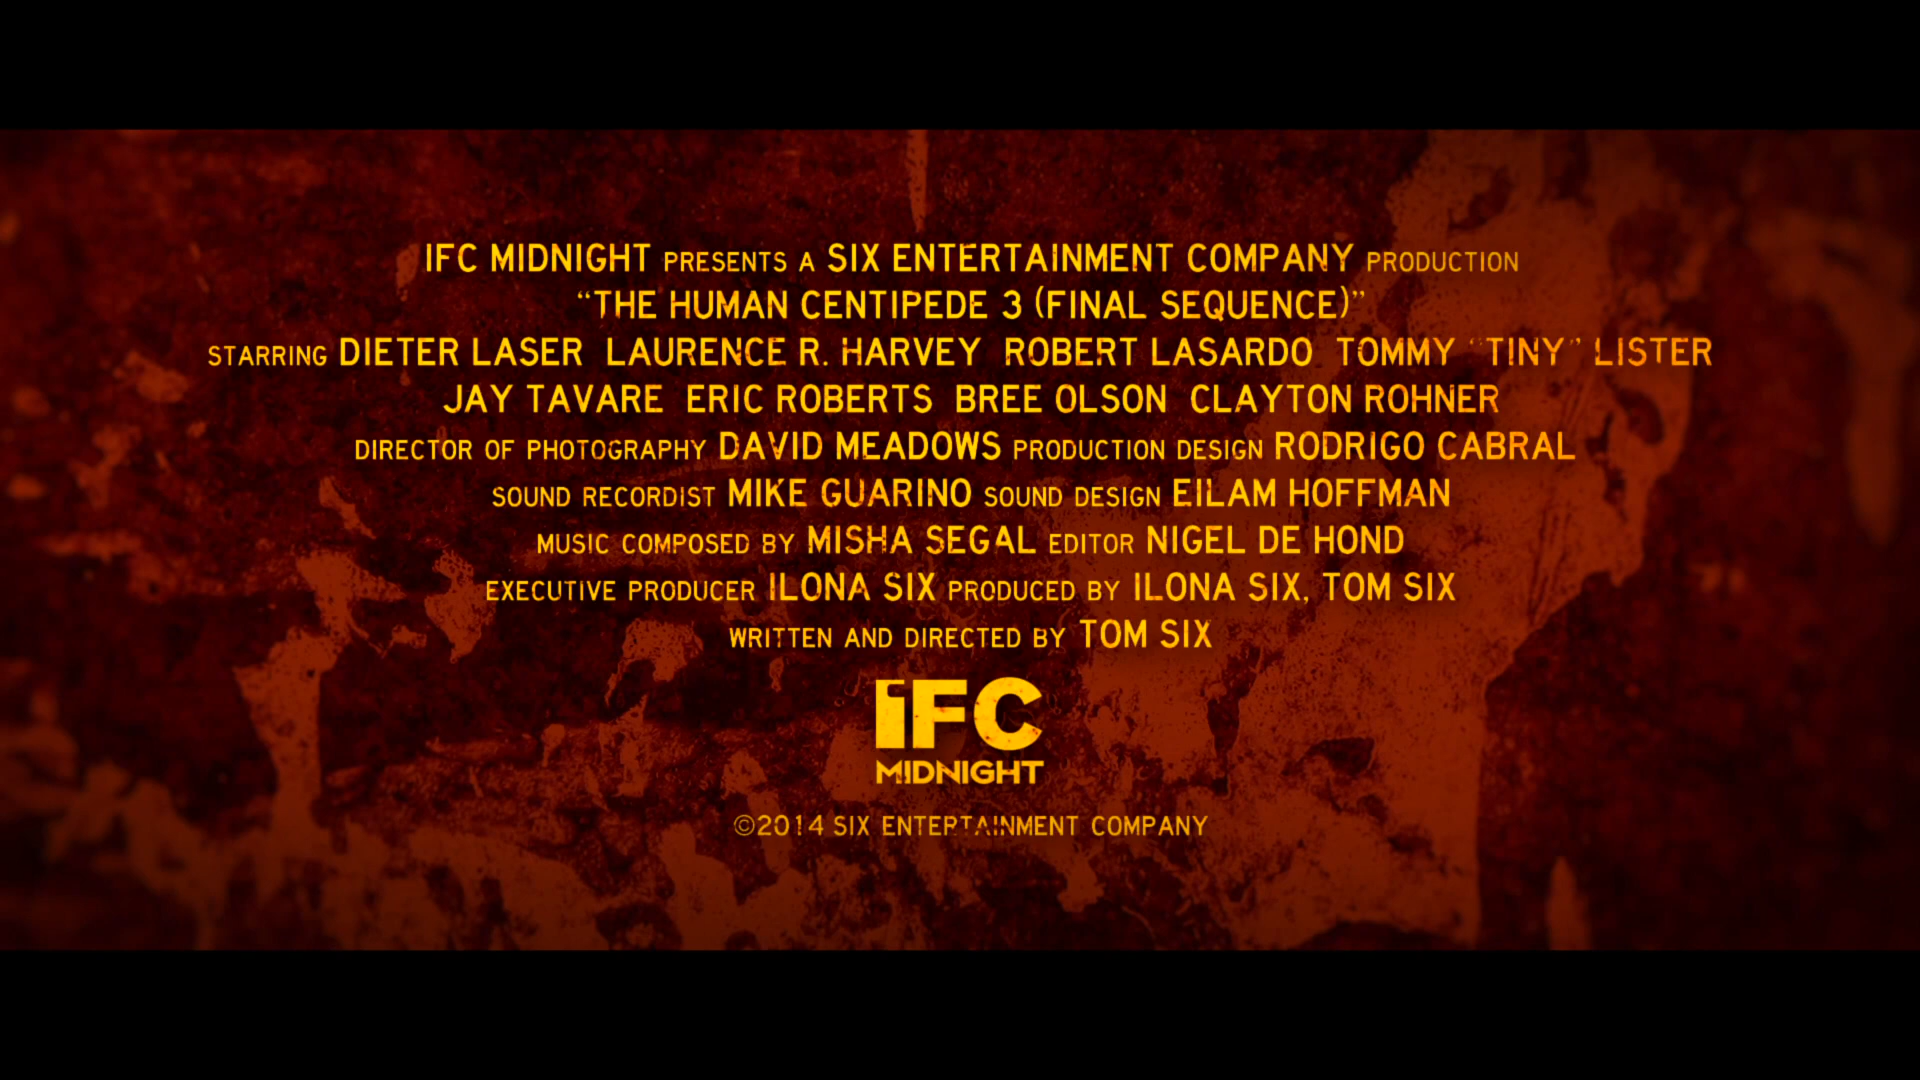 IFC MIDNIGHT PRESENTS A SIX ENTERTAINMENT COMPANY PRODUCTION
“THE HUMAN CENTIPEDE 3 (FINAL SEQUENCE)”
STARRING DIETER LASER LAURENCE R. HARVEY ROBERT LASARDO TOMMY “TINY” LISTER
JAY TAVARE ERIC ROBERTS BREE OLSON CLAYTON ROHNER
DIRECTOR OF PHOTOGRAPHY DAVID MEADOWS PRODUCTION DESIGN RODRIGO CABRAL
SOUND RECORDIST MIKE GUARINO SOUND DESIGN EILAM HOFFMAN
MUSIC COMPOSED BY MISHA SEGAL EDITOR NIGEL DE HOND
EXECUTIVE PRODUCER ILONA SIX PRODUCED BY ILONA SIX, TOM SIX
WRITTEN AND DIRECTED BY TOM SIX
iFC
MIDNIGHT
©2014 SIX ENTERTAINMENT COMPANY